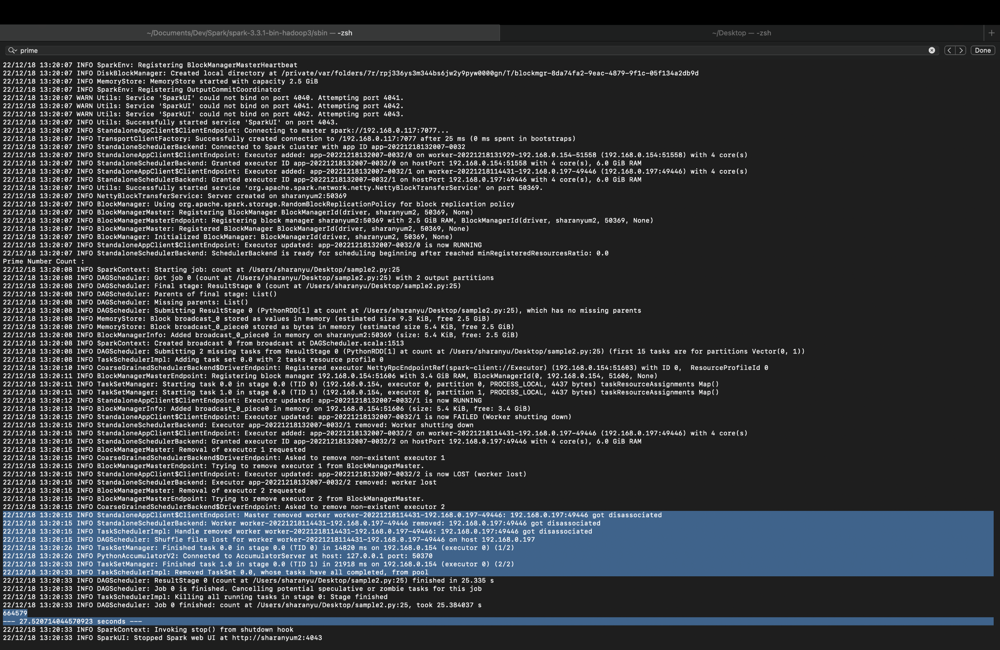 ~/Documents/Dev/Spark/spark-3.3.1-bin-hadoop3/sbin — -zsh
~/Desktop — -zsh
+
prime
Done
22/12/18 13:20:07 INFO SparkEnv: Registering BlockManagerMasterHeartbeat
22/12/18 13:20:07 INFO DiskBlockManager: Created local directory at /private/var/folders/7r/rpj336ys3m344bs6jw2y9pyw0000gn/T/blockmgr-8da74fa2-9eac-4879-9f1c-05f134a2db9d
22/12/18 13:20:07 INFO MemoryStore: MemoryStore started with capacity 2.5 GiB
22/12/18 13:20:07 INFO SparkEnv: Registering OutputCommitCoordinator
22/12/18 13:20:07 WARN Utils: Service 'SparkUI' could not bind on port 4040. Attempting port 4041.
22/12/18 13:20:07 WARN Utils: Service 'SparkUI' could not bind on port 4041. Attempting port 4042.
22/12/18 13:20:07 WARN Utils: Service 'SparkUI' could not bind on port 4042. Attempting port 4043.
22/12/18 13:20:07 INFO Utils: Successfully started service 'SparkUI' on port 4043.
22/12/18 13:20:07 INFO StandaloneAppClient$ClientEndpoint: Connecting to master spark://192.168.0.117:7077...
22/12/18 13:20:07 INFO TransportClientFactory: Successfully created connection to /192.168.0.117:7077 after 25 ms (0 ms spent in bootstraps)
22/12/18 13:20:07 INFO StandaloneSchedulerBackend: Connected to Spark cluster with app ID app-20221218132007-0032
22/12/18 13:20:07 INFO StandaloneAppClient$ClientEndpoint: Executor added: app-20221218132007-0032/0 on worker-20221218131929-192.168.0.154-51558 (192.168.0.154:51558) with 4 core(s)
22/12/18 13:20:07 INFO StandaloneSchedulerBackend: Granted executor ID app-20221218132007-0032/0 on hostPort 192.168.0.154:51558 with 4 core(s), 6.0 GiB RAM
22/12/18 13:20:07 INFO StandaloneAppClient$ClientEndpoint: Executor added: app-20221218132007-0032/1 on worker-20221218114431-192.168.0.197-49446 (192.168.0.197:49446) with 4 core(s)
22/12/18 13:20:07 INFO StandaloneSchedulerBackend: Granted executor ID app-20221218132007-0032/1 on hostPort 192.168.0.197:49446 with 4 core(s), 6.0 GiB RAM
22/12/18 13:20:07 INFO Utils: Successfully started service 'org.apache.spark.network.netty.NettyBlockTransferService' on port 50369.
22/12/18 13:20:07 INFO NettyBlockTransferService: Server created on sharanyum2:50369
22/12/18 13:20:07 INFO BlockManager: Using org.apache.spark.storage.RandomBlockReplicationPolicy for block replication policy
22/12/18 13:20:07 INFO BlockManagerMaster: Registering BlockManager BlockManagerId(driver, sharanyum2, 50369, None)
22/12/18 13:20:07 INFO BlockManagerMasterEndpoint: Registering block manager sharanyum2:50369 with 2.5 GiB RAM, BlockManagerId(driver, sharanyum2, 50369, None)
22/12/18 13:20:07 INFO BlockManagerMaster: Registered BlockManager BlockManagerId(driver, sharanyum2, 50369, None)
22/12/18 13:20:07 INFO BlockManager: Initialized BlockManager: BlockManagerId(driver, sharanyum2, 50369, None)
22/12/18 13:20:07 INFO StandaloneAppClient$ClientEndpoint: Executor updated: app-20221218132007-0032/0 is now RUNNING
22/12/18 13:20:07 INFO StandaloneSchedulerBackend: SchedulerBackend is ready for scheduling beginning after reached minRegisteredResourcesRatio: 0.0
Prime Number Count :
22/12/18 13:20:08 INFO SparkContext: Starting job: count at /Users/sharanyu/Desktop/sample2.py:25
22/12/18 13:20:08 INFO DAGScheduler: Got job 0 (count at /Users/sharanyu/Desktop/sample2.py:25) with 2 output partitions
22/12/18 13:20:08 INFO DAGScheduler: Final stage: ResultStage 0 (count at /Users/sharanyu/Desktop/sample2.py:25)
22/12/18 13:20:08 INFO DAGScheduler: Parents of final stage: List()
22/12/18 13:20:08 INFO DAGScheduler: Missing parents: List()
22/12/18 13:20:08 INFO DAGScheduler: Submitting ResultStage 0 (PythonRDD[1] at count at /Users/sharanyu/Desktop/sample2.py:25), which has no missing parents
22/12/18 13:20:08 INFO MemoryStore: Block broadcast_0 stored as values in memory (estimated size 9.3 KiB, free 2.5 GiB)
22/12/18 13:20:08 INFO MemoryStore: Block broadcast_0_piece0 stored as bytes in memory (estimated size 5.4 KiB, free 2.5 GiB)
22/12/18 13:20:08 INFO BlockManagerInfo: Added broadcast_0_piece0 in memory on sharanyum2:50369 (size: 5.4 KiB, free: 2.5 GiB)
22/12/18 13:20:08 INFO SparkContext: Created broadcast 0 from broadcast at DAGScheduler.scala:1513
22/12/18 13:20:08 INFO DAGScheduler: Submitting 2 missing tasks from ResultStage 0 (PythonRDD[1] at count at /Users/sharanyu/Desktop/sample2.py:25) (first 15 tasks are for partitions Vector(0, 1))
22/12/18 13:20:08 INFO TaskSchedulerImpl: Adding task set 0.0 with 2 tasks resource profile 0
22/12/18 13:20:10 INFO CoarseGrainedSchedulerBackend$DriverEndpoint: Registered executor NettyRpcEndpointRef(spark-client://Executor) (192.168.0.154:51603) with ID 0,  ResourceProfileId 0
22/12/18 13:20:11 INFO BlockManagerMasterEndpoint: Registering block manager 192.168.0.154:51606 with 3.4 GiB RAM, BlockManagerId(0, 192.168.0.154, 51606, None)
22/12/18 13:20:11 INFO TaskSetManager: Starting task 0.0 in stage 0.0 (TID 0) (192.168.0.154, executor 0, partition 0, PROCESS_LOCAL, 4437 bytes) taskResourceAssignments Map()
22/12/18 13:20:11 INFO TaskSetManager: Starting task 1.0 in stage 0.0 (TID 1) (192.168.0.154, executor 0, partition 1, PROCESS_LOCAL, 4437 bytes) taskResourceAssignments Map()
22/12/18 13:20:12 INFO StandaloneAppClient$ClientEndpoint: Executor updated: app-20221218132007-0032/1 is now RUNNING
22/12/18 13:20:13 INFO BlockManagerInfo: Added broadcast_0_piece0 in memory on 192.168.0.154:51606 (size: 5.4 KiB, free: 3.4 GiB)
22/12/18 13:20:15 INFO StandaloneAppClient$ClientEndpoint: Executor updated: app-20221218132007-0032/1 is now FAILED (Worker shutting down)
22/12/18 13:20:15 INFO StandaloneSchedulerBackend: Executor app-20221218132007-0032/1 removed: Worker shutting down
22/12/18 13:20:15 INFO StandaloneAppClient$ClientEndpoint: Executor added: app-20221218132007-0032/2 on worker-20221218114431-192.168.0.197-49446 (192.168.0.197:49446) with 4 core(s)
22/12/18 13:20:15 INFO StandaloneSchedulerBackend: Granted executor ID app-20221218132007-0032/2 on hostPort 192.168.0.197:49446 with 4 core(s), 6.0 GiB RAM
22/12/18 13:20:15 INFO BlockManagerMaster: Removal of executor 1 requested
22/12/18 13:20:15 INFO CoarseGrainedSchedulerBackend$DriverEndpoint: Asked to remove non-existent executor 1
22/12/18 13:20:15 INFO BlockManagerMasterEndpoint: Trying to remove executor 1 from BlockManagerMaster.
22/12/18 13:20:15 INFO StandaloneAppClient$ClientEndpoint: Executor updated: app-20221218132007-0032/2 is now LOST (worker lost)
22/12/18 13:20:15 INFO StandaloneSchedulerBackend: Executor app-20221218132007-0032/2 removed: worker lost
22/12/18 13:20:15 INFO BlockManagerMaster: Removal of executor 2 requested
22/12/18 13:20:15 INFO BlockManagerMasterEndpoint: Trying to remove executor 2 from BlockManagerMaster.
22/12/18 13:20:15 INFO CoarseGrainedSchedulerBackend$DriverEndpoint: Asked to remove non-existent executor 2
22/12/18 13:20:15 INFO StandaloneAppClient$ClientEndpoint: Master removed worker worker-20221218114431-192.168.0.197-49446: 192.168.0.197:49446 got disassociated
22/12/18 13:20:15 INFO StandaloneSchedulerBackend: Worker worker-20221218114431-192.168.0.197-49446 removed: 192.168.0.197:49446 got disassociated
22/12/18 13:20:15 INFO TaskSchedulerImpl: Handle removed worker worker-20221218114431-192.168.0.197-49446: 192.168.0.197:49446 got disassociated
22/12/18 13:20:15 INFO DAGScheduler: Shuffle files lost for worker worker-20221218114431-192.168.0.197-49446 on host 192.168.0.197
22/12/18 13:20:26 INFO TaskSetManager: Finished task 0.0 in stage 0.0 (TID 0) in 14820 ms on 192.168.0.154 (executor 0) (1/2)
22/12/18 13:20:26 INFO PythonAccumulatorV2: Connected to AccumulatorServer at host: 127.0.0.1 port: 50370
22/12/18 13:20:33 INFO TaskSetManager: Finished task 1.0 in stage 0.0 (TID 1) in 21918 ms on 192.168.0.154 (executor 0) (2/2)
22/12/18 13:20:33 INFO TaskSchedulerImpl: Removed TaskSet 0.0, whose tasks have all completed, from pool
22/12/18 13:20:33 INFO DAGScheduler: ResultStage 0 (count at /Users/sharanyu/Desktop/sample2.py:25) finished in 25.335 s
22/12/18 13:20:33 INFO DAGScheduler: Job 0 is finished. Cancelling potential speculative or zombie tasks for this job
22/12/18 13:20:33 INFO TaskSchedulerImpl: Killing all running tasks in stage 0: Stage finished
22/12/18 13:20:33 INFO DAGScheduler: Job 0 finished: count at /Users/sharanyu/Desktop/sample2.py:25, took 25.384037 s
664579
--- 27.520714044570923 seconds ---
22/12/18 13:20:33 INFO SparkContext: Invoking stop() from shutdown hook
22/12/18 13:20:33 INFO SparkUI: Stopped Spark web UI at http://sharanyum2:4043